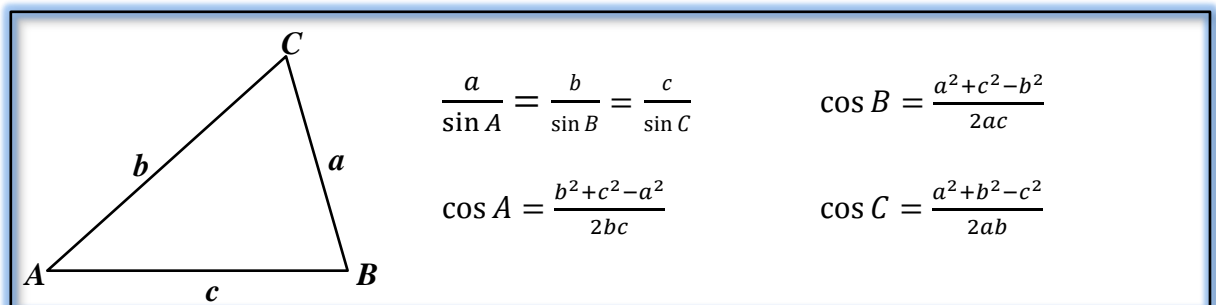 C
b
a
A
B
c
a/sin A = b/sin B = c/sin C
cos B = (a²+c²−b²)/2ac
cos A = (b²+c²−a²)/2bc
cos C = (a²+b²−c²)/2ab